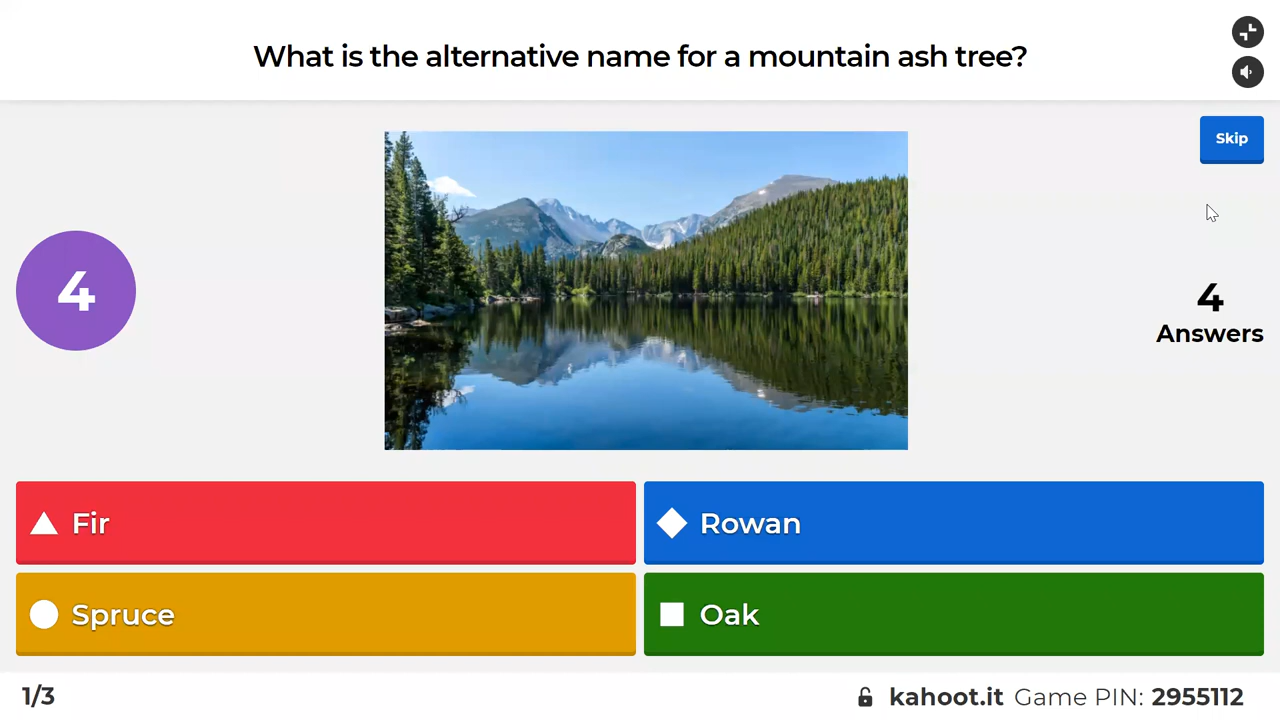 What is the alternative name for a mountain ash tree?
Skip
4
4
Answers
Fir
Rowan
Spruce
Oak
1/3
kahoot.it Game PIN: 2955112